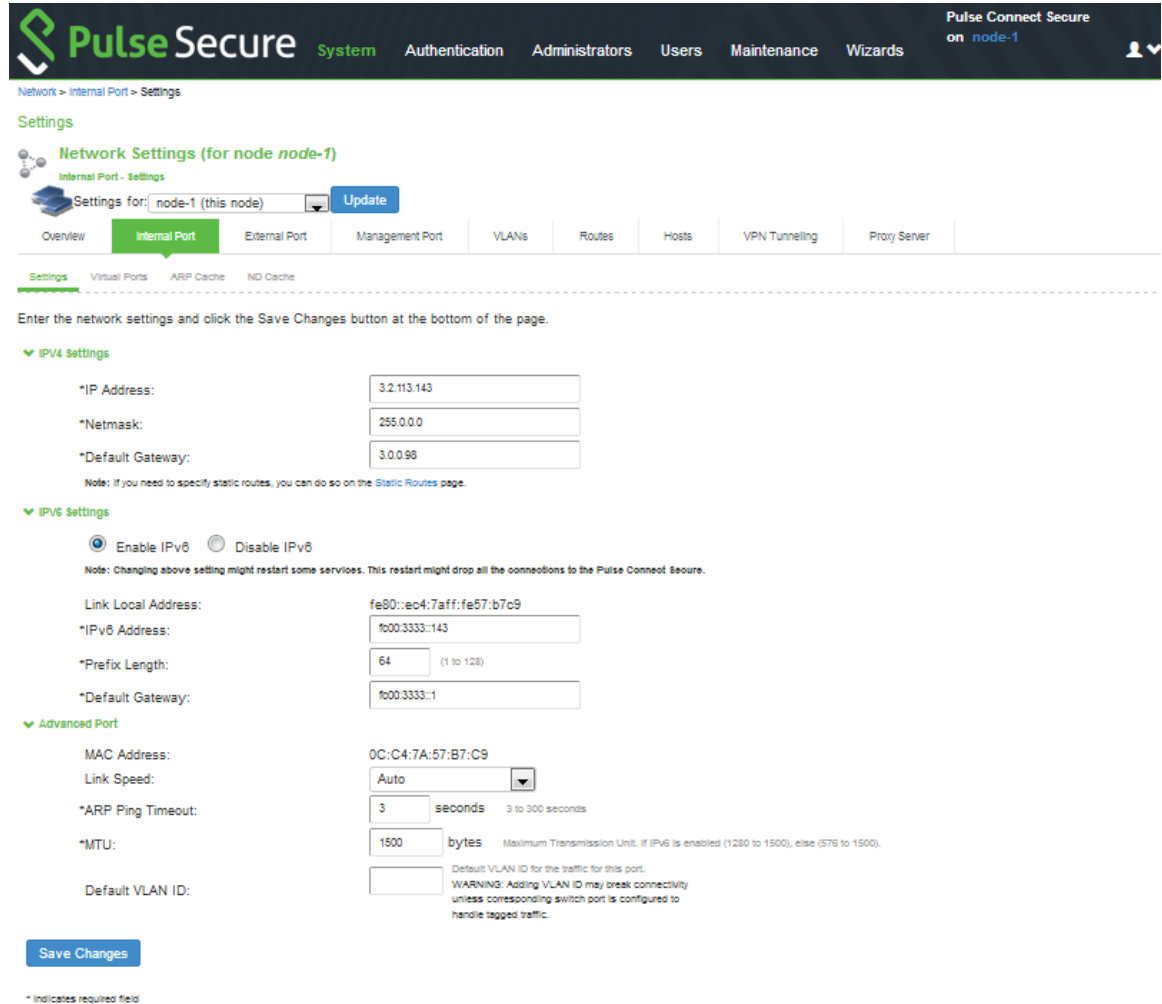 Pulse Secure System Authentication Administrators Users Maintenance Wizards
Pulse Connect Secure
on node-1
Network > Internal Port > Settings
Settings
Network Settings (for node node-1)
Internal Port - Settings
Settings for: node-1 (this node) Update
Overview Internal Port External Port Management Port VLANs Routes Hosts VPN Tunneling Proxy Server
Settings Virtual Ports ARP Cache ND Cache
Enter the network settings and click the Save Changes button at the bottom of the page.
IPV4 Settings
*IP Address: 3.2.113.143
*Netmask: 255.0.0.0
*Default Gateway: 3.0.0.98
Note: If you need to specify static routes, you can do so on the Static Routes page.
IPV6 Settings
Enable IPv6 Disable IPv6
Note: Changing above setting might restart some services. This restart might drop all the connections to the Pulse Connect Secure.
Link Local Address: fe80::ec4:7aff:fe57:b7c9
*IPv6 Address: fc00:3333::143
*Prefix Length: 64 (1 to 128)
*Default Gateway: fc00:3333::1
Advanced Port
MAC Address: 0C:C4:7A:57:B7:C9
Link Speed: Auto
*ARP Ping Timeout: 3 seconds 3 to 300 seconds
*MTU: 1500 bytes Maximum Transmission Unit. If IPv6 is enabled (1280 to 1500), else (576 to 1500).
Default VLAN ID:
Default VLAN ID for the traffic for this port.
WARNING: Adding VLAN ID may break connectivity
unless corresponding switch port is configured to
handle tagged traffic.
Save Changes
* indicates required field